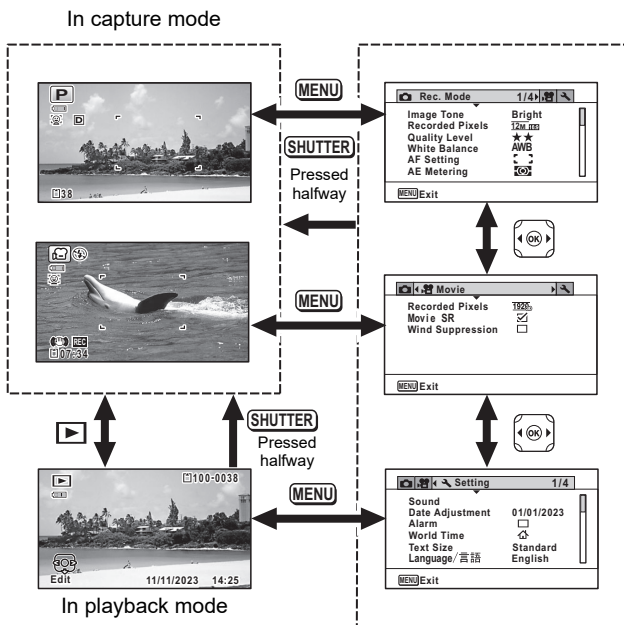 In capture mode
P
D
38
MENU
SHUTTER
Pressed
halfway
Rec. Mode 1/4
Image Tone Bright
Recorded Pixels 12M 16:9
Quality Level ★★
White Balance AWB
AF Setting
AE Metering
MENU Exit
OK
REC
07:34
MENU
Movie
Recorded Pixels 1920
Movie SR ☑
Wind Suppression ☐
MENU Exit
OK
SHUTTER
Pressed
halfway
100-0038
Edit 11/11/2023 14:25
MENU
Setting 1/4
Sound
Date Adjustment 01/01/2023
Alarm ☐
World Time
Text Size Standard
Language/言語 English
MENU Exit
In playback mode